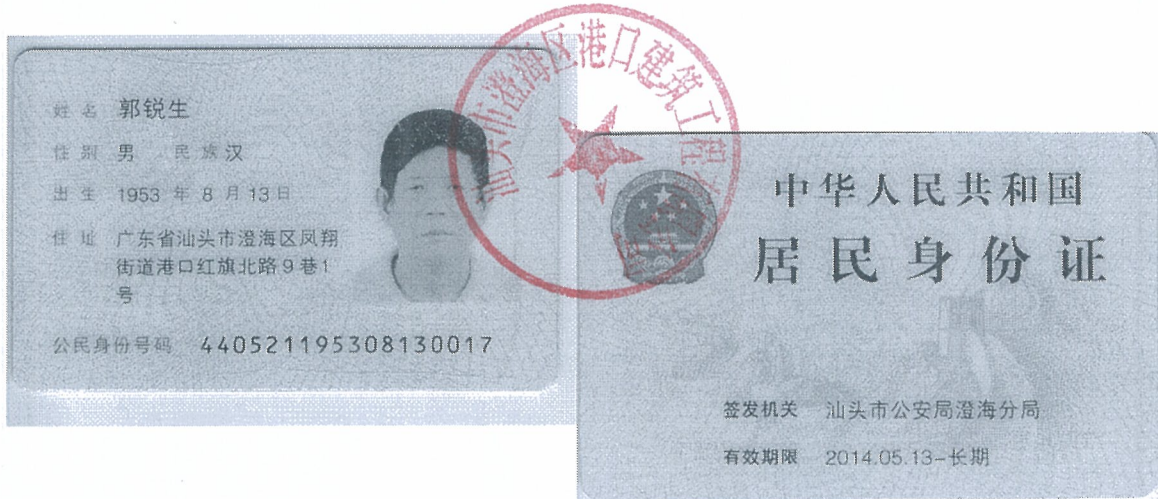 姓名 郭锐生
性别 男 民族 汉
出生 1953 年 8 月 13 日
住址 广东省汕头市澄海区凤翔
街道港口红旗北路9巷1
号
公民身份号码 440521195308130017
汕头市澄海区港口建筑工程
中华人民共和国
居民身份证
签发机关 汕头市公安局澄海分局
有效期限 2014.05.13-长期